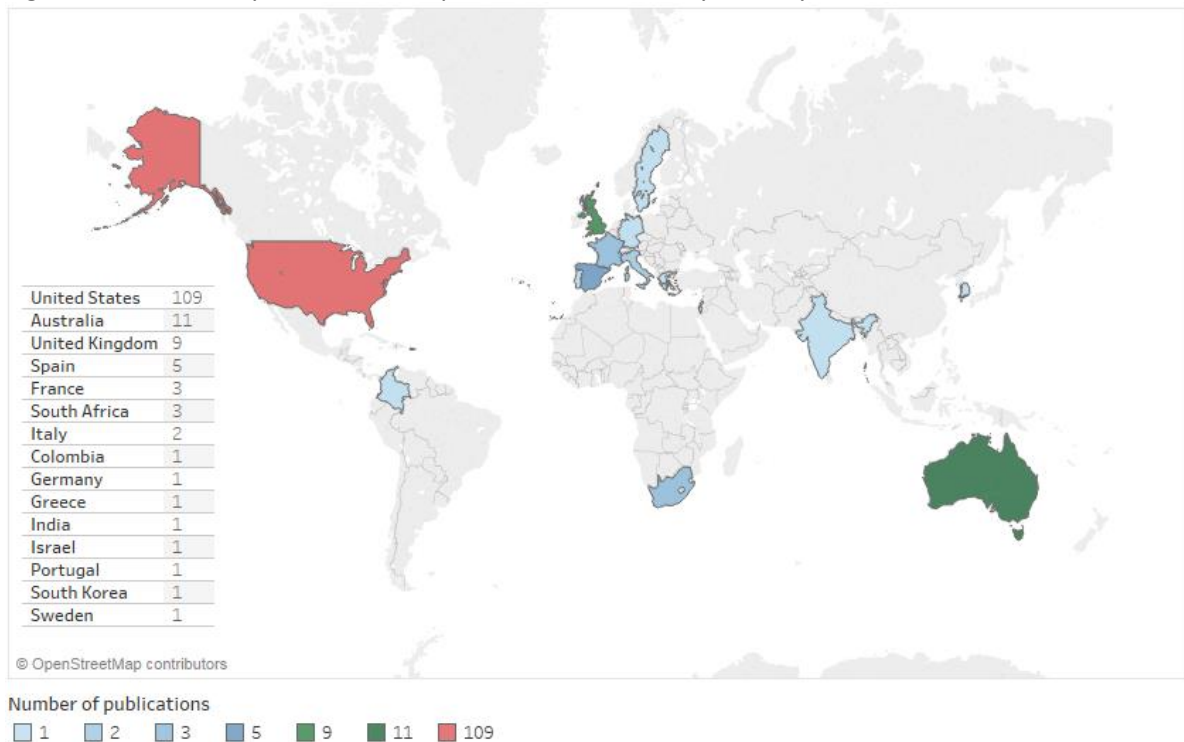 United States 109
Australia 11
United Kingdom 9
Spain 5
France 3
South Africa 3
Italy 2
Colombia 1
Germany 1
Greece 1
India 1
Israel 1
Portugal 1
South Korea 1
Sweden 1
© OpenStreetMap contributors
Number of publications
1 2 3 5 9 11 109